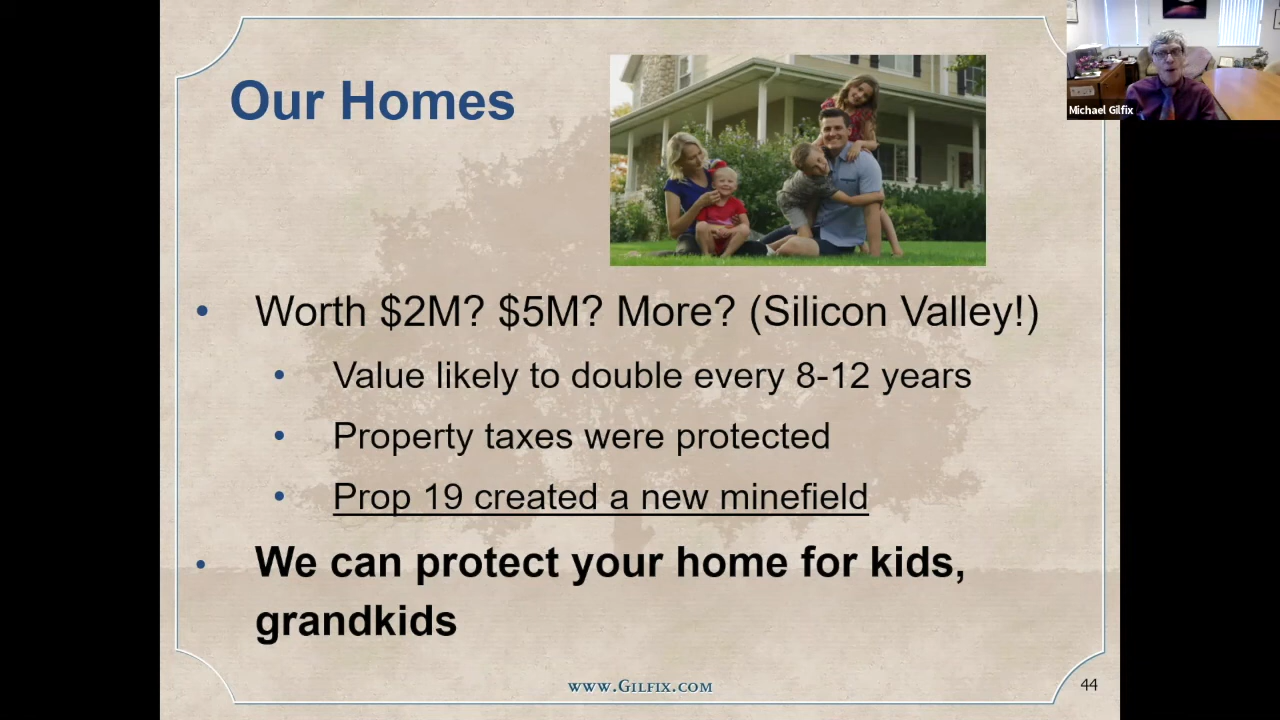 Our Homes
Michael Gilfix
• Worth $2M? $5M? More? (Silicon Valley!)
• Value likely to double every 8-12 years
• Property taxes were protected
• Prop 19 created a new minefield
• We can protect your home for kids,
grandkids
www.Gilfix.com
44